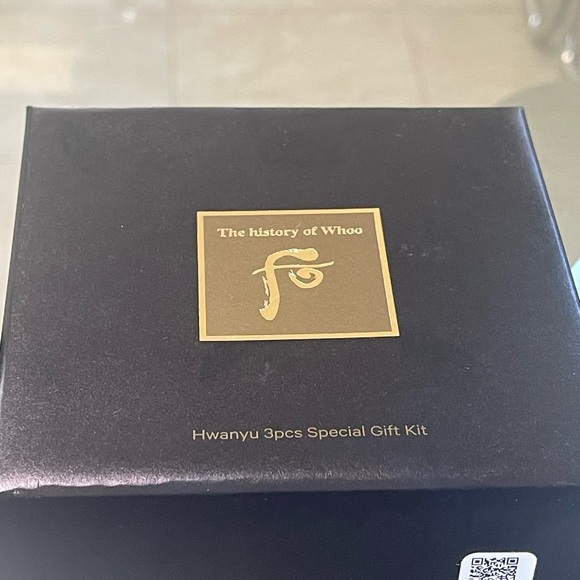 The history of Whoo
Hwanyu 3pcs Special Gift Kit